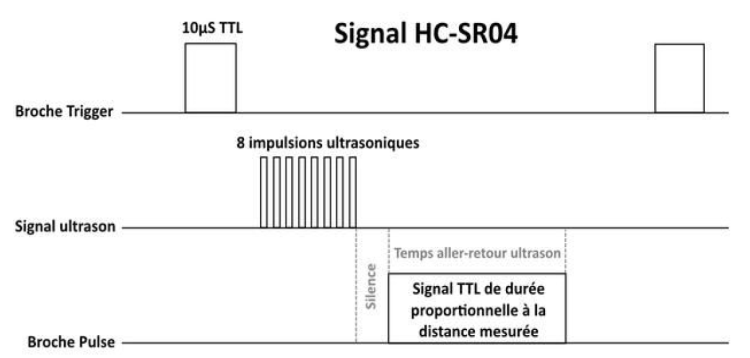 10µS TTL
Signal HC-SR04
Broche Trigger
8 impulsions ultrasoniques
Signal ultrason
Silence
Temps aller-retour ultrason
Signal TTL de durée
proportionnelle à la
distance mesurée
Broche Pulse